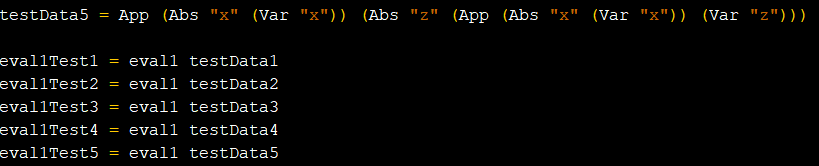 testData5 = App (Abs "x" (Var "x")) (Abs "z" (App (Abs "x" (Var "x")) (Var "z")))
eval1Test1 = eval1 testData1
eval1Test2 = eval1 testData2
eval1Test3 = eval1 testData3
eval1Test4 = eval1 testData4
eval1Test5 = eval1 testData5